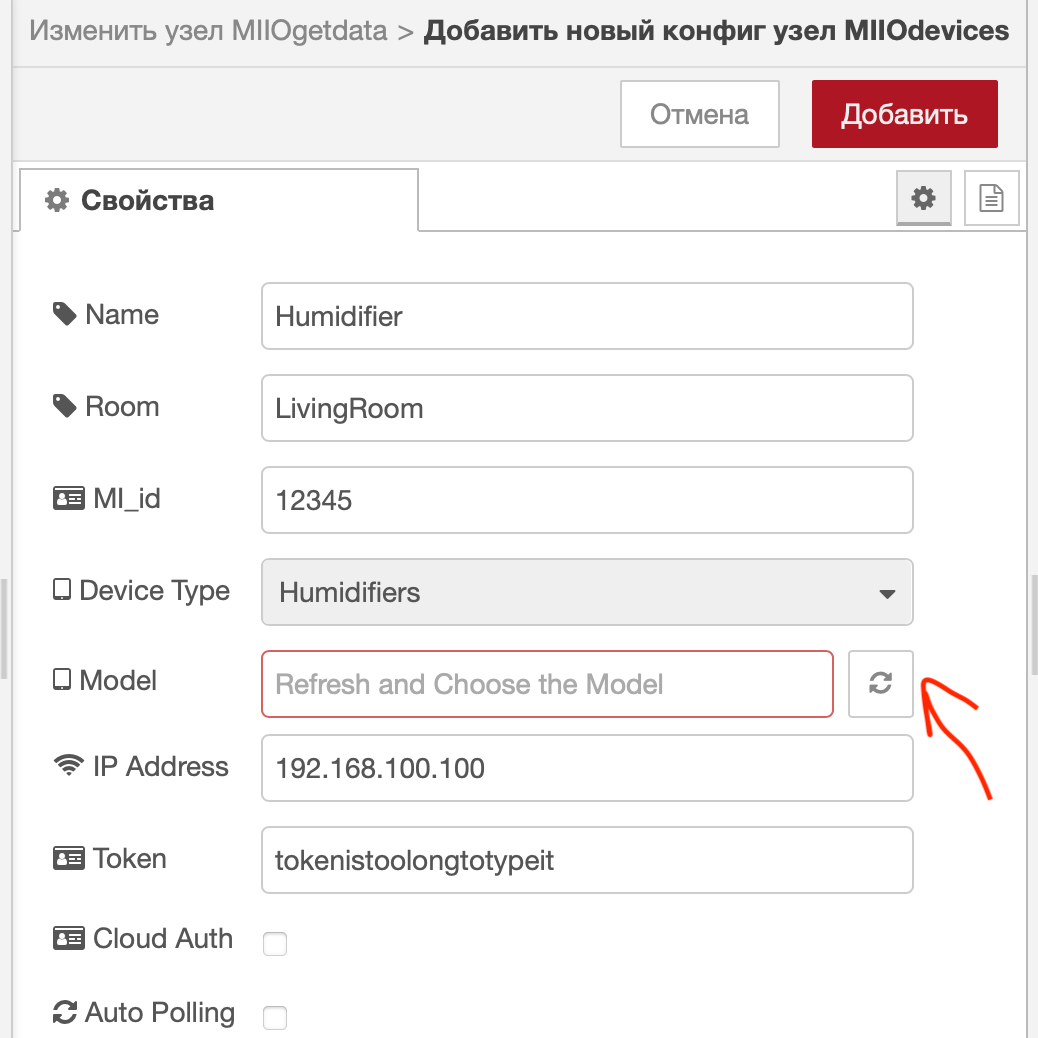 Изменить узел MIIOgetdata > Добавить новый конфиг узел MIIOdevices
Отмена
Добавить
Свойства
Name
Humidifier
Room
LivingRoom
MI_id
12345
Device Type
Humidifiers
Model
Refresh and Choose the Model
IP Address
192.168.100.100
Token
tokenistoolongtotypeit
Cloud Auth
Auto Polling